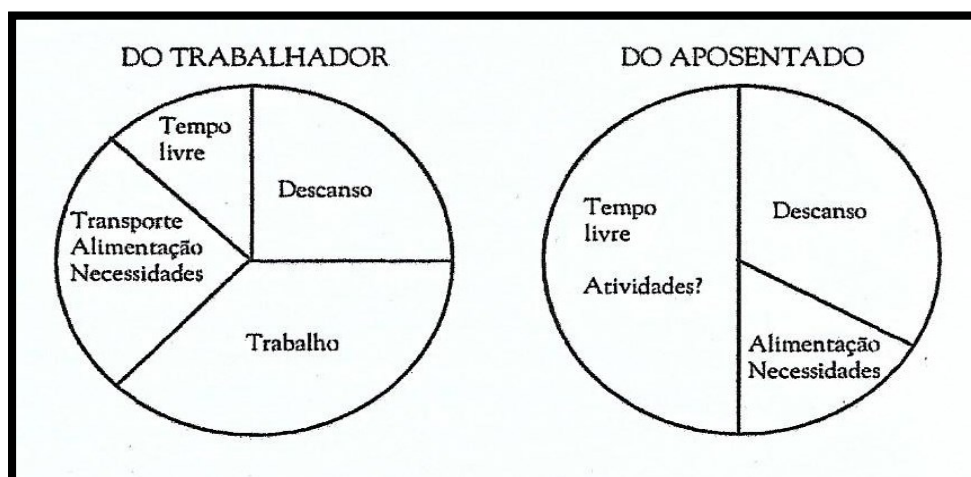 DO TRABALHADOR
Tempo
livre
Descanso
Transporte
Alimentação
Necessidades
Trabalho
DO APOSENTADO
Tempo
livre
Atividades?
Descanso
Alimentação
Necessidades